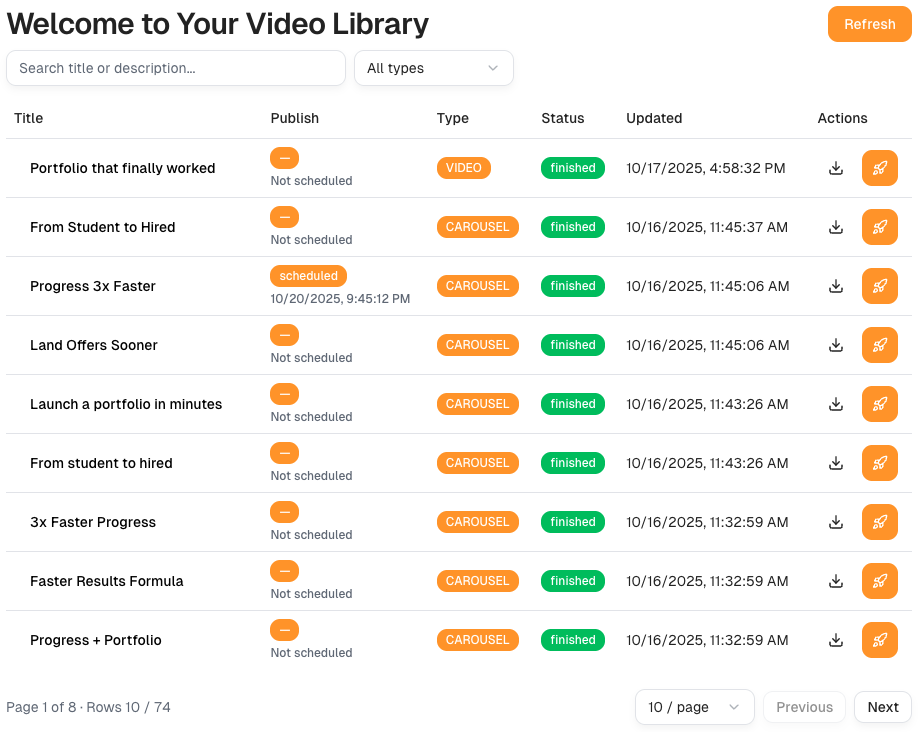 Welcome to Your Video Library
Refresh
Search title or description...
All types
Title Publish Type Status Updated Actions
Portfolio that finally worked — Not scheduled VIDEO finished 10/17/2025, 4:58:32 PM
From Student to Hired — Not scheduled CAROUSEL finished 10/16/2025, 11:45:37 AM
Progress 3x Faster scheduled 10/20/2025, 9:45:12 PM CAROUSEL finished 10/16/2025, 11:45:06 AM
Land Offers Sooner — Not scheduled CAROUSEL finished 10/16/2025, 11:45:06 AM
Launch a portfolio in minutes — Not scheduled CAROUSEL finished 10/16/2025, 11:43:26 AM
From student to hired — Not scheduled CAROUSEL finished 10/16/2025, 11:43:26 AM
3x Faster Progress — Not scheduled CAROUSEL finished 10/16/2025, 11:32:59 AM
Faster Results Formula — Not scheduled CAROUSEL finished 10/16/2025, 11:32:59 AM
Progress + Portfolio — Not scheduled CAROUSEL finished 10/16/2025, 11:32:59 AM
Page 1 of 8 · Rows 10 / 74
10 / page
Previous
Next